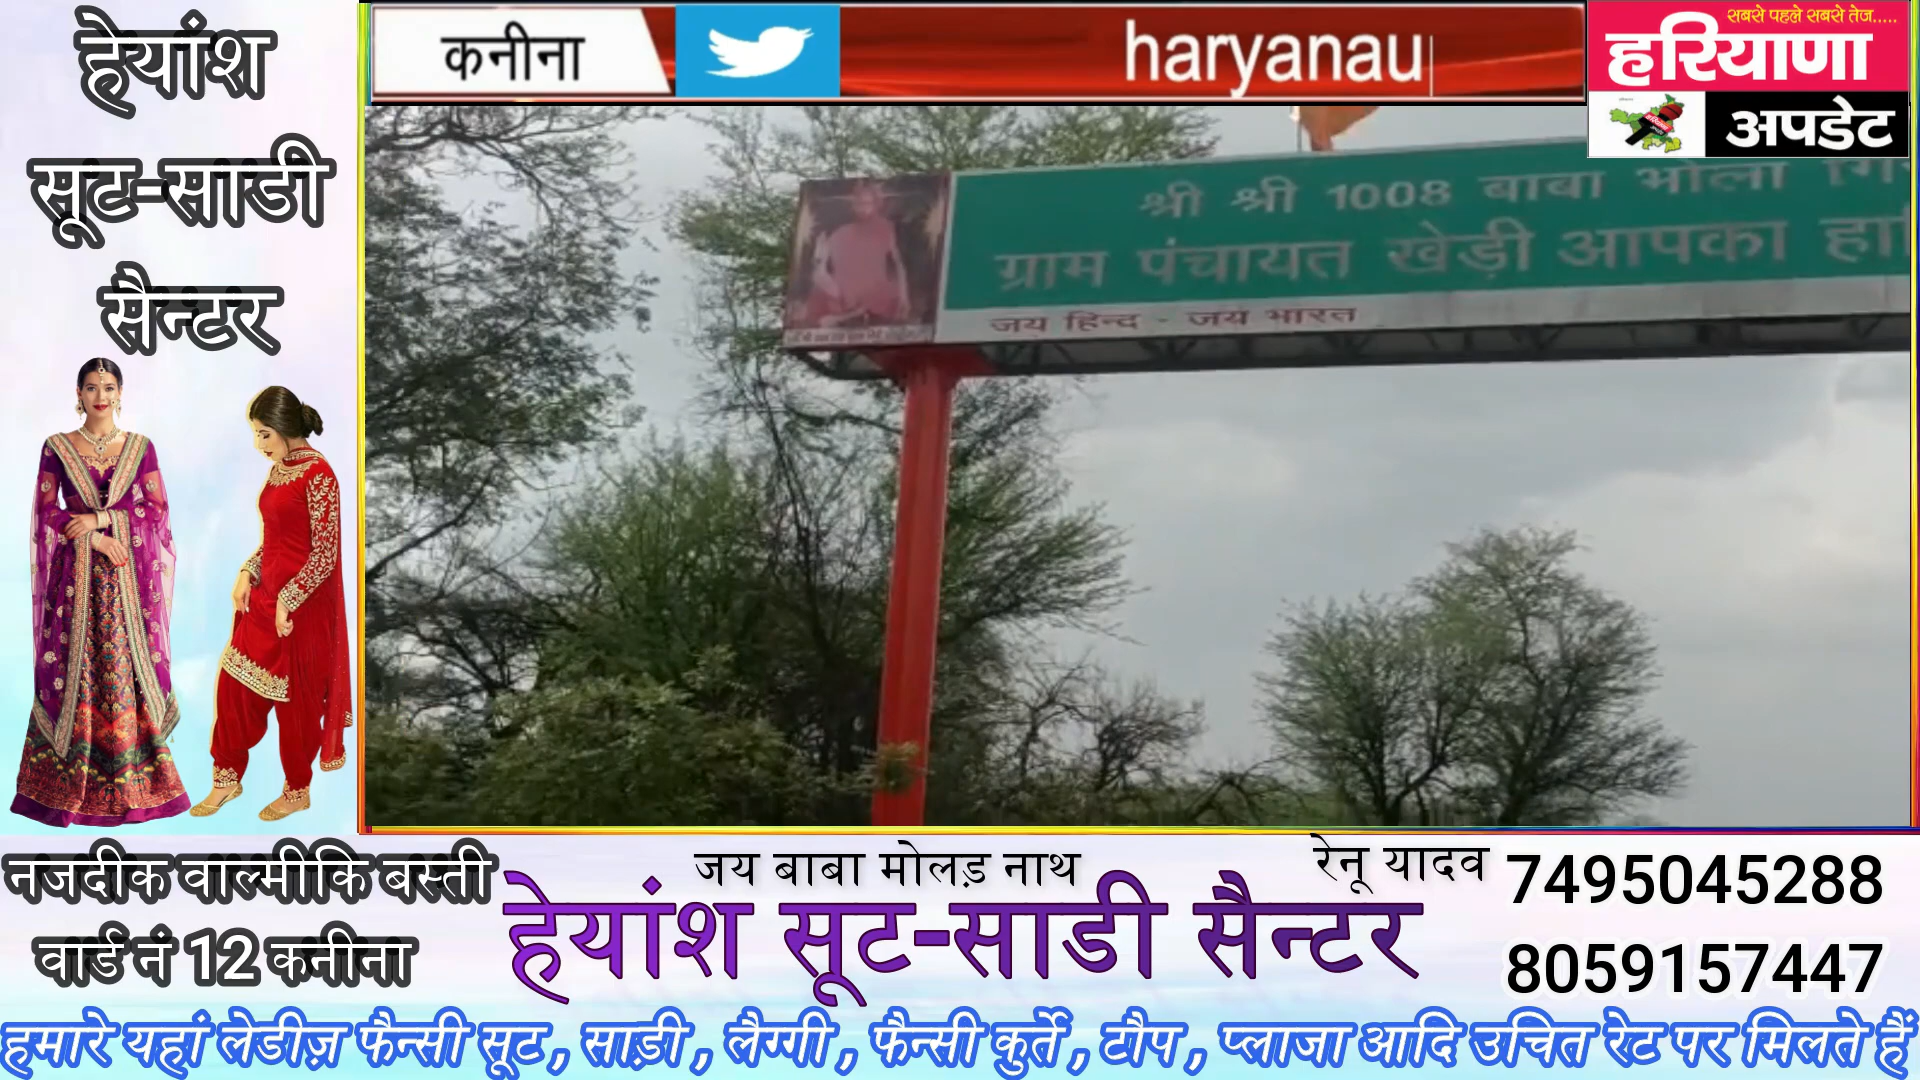 हेयांश
सूट-साडी
सैन्टर
कनीना
haryanau
सबसे पहले सबसे तेज.....
हरियाणा
अपडेट
श्री श्री 1008 बाबा भोला
ग्राम पंचायत खेड़ी आपका
जय हिन्द - जय भारत
नजदीक वाल्मीकि बस्ती
वार्ड नं 12 कनीना
जय बाबा मोलड़ नाथ
हेयांश सूट-साडी सैन्टर
रेनू यादव
7495045288
8059157447
हमारे यहां लेडीज़ फैन्सी सूट , साड़ी , लैग्गी , फैन्सी कुर्ते , टौप , प्लाजा आदि उचित रेट पर मिलते हैं